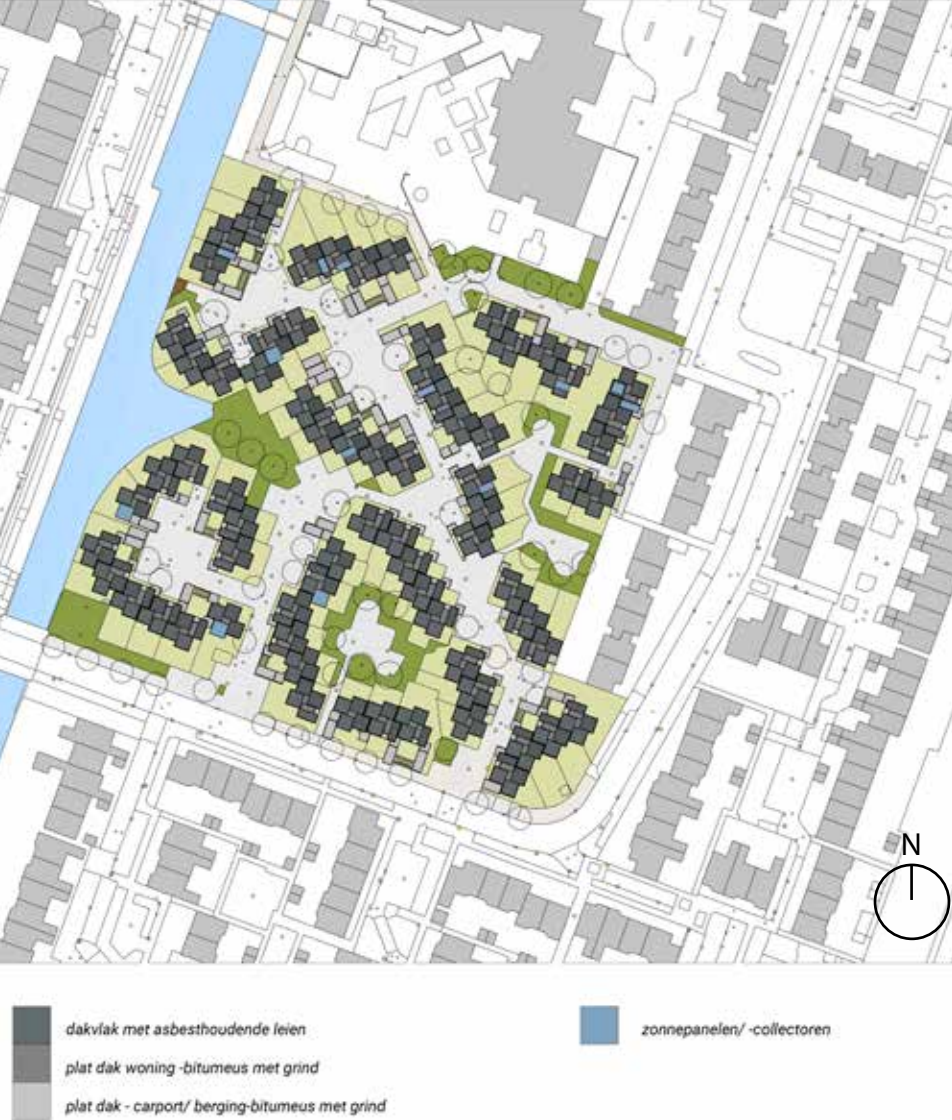 N
dakvlak met asbesthoudende leien
zonnepanelen/ -collectoren
plat dak woning -bitumeus met grind
plat dak - carport/ berging-bitumeus met grind